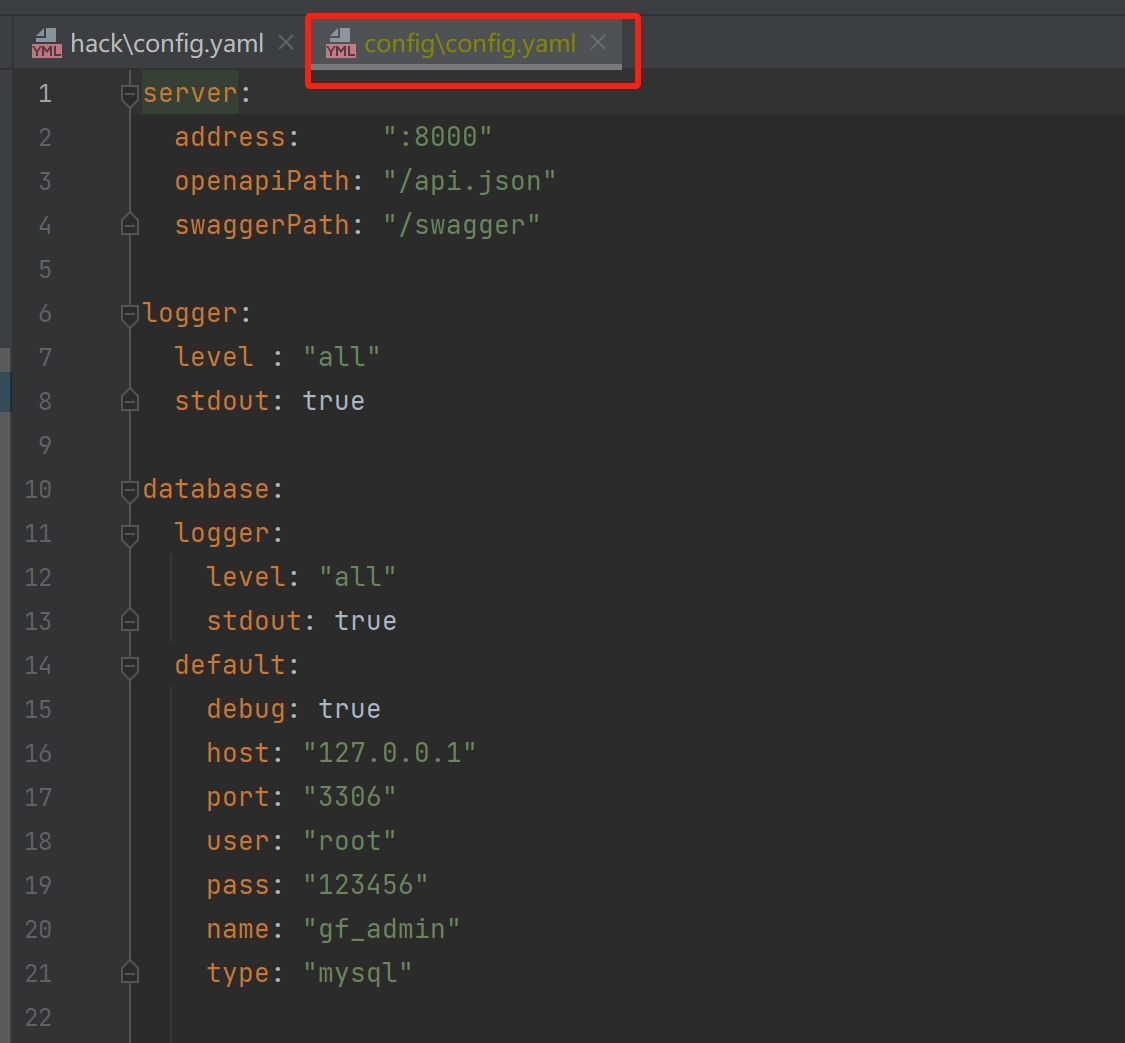 YML hack\config.yaml × YML config\config.yaml ×
1 server:
2   address:     ":8000"
3   openapiPath: "/api.json"
4   swaggerPath: "/swagger"
5
6 logger:
7   level : "all"
8   stdout: true
9
10 database:
11   logger:
12     level: "all"
13     stdout: true
14   default:
15     debug: true
16     host: "127.0.0.1"
17     port: "3306"
18     user: "root"
19     pass: "123456"
20     name: "gf_admin"
21     type: "mysql"
22